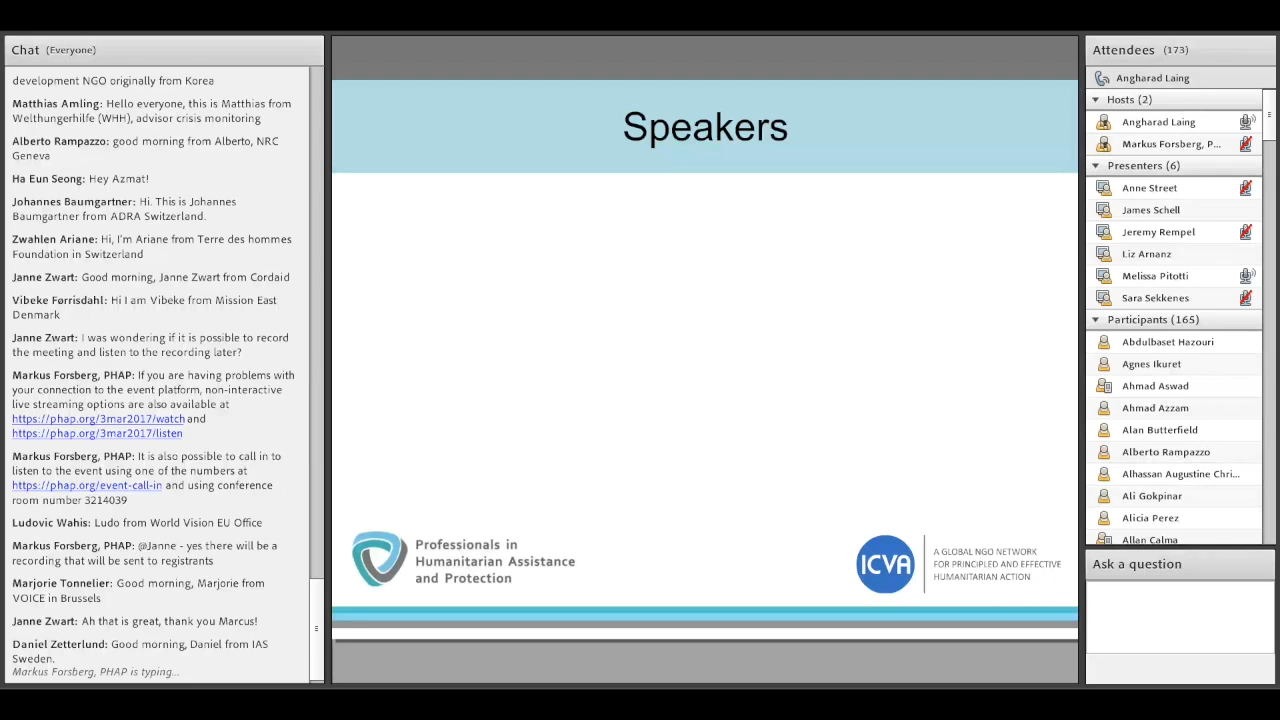 Chat (Everyone)
development NGO originally from Korea
Matthias Amling: Hello everyone, this is Matthias from
Welthungerhilfe (WHH), advisor crisis monitoring
Alberto Rampazzo: good morning from Alberto, NRC
Geneva
Ha Eun Seong: Hey Azmat!
Johannes Baumgartner: Hi. This is Johannes
Baumgartner from ADRA Switzerland.
Zwahlen Ariane: Hi, I'm Ariane from Terre des hommes
Foundation in Switzerland
Janne Zwart: Good morning, Janne Zwart from Cordaid
Vibeke Førrisdahl: Hi I am Vibeke from Mission East
Denmark
Janne Zwart: I was wondering if it is possible to record
the meeting and listen to the recording later?
Markus Forsberg, PHAP: If you are having problems with
your connection to the event platform, non-interactive
live streaming options are also available at
https://phap.org/3mar2017/watch and
https://phap.org/3mar2017/listen
Markus Forsberg, PHAP: It is also possible to call in to
listen to the event using one of the numbers at
https://phap.org/event-call-in and using conference
room number 3214039
Ludovic Wahis: Ludo from World Vision EU Office
Markus Forsberg, PHAP: @Janne - yes there will be a
recording that will be sent to registrants
Marjorie Tonnelier: Good morning, Marjorie from
VOICE in Brussels
Janne Zwart: Ah that is great, thank you Marcus!
Daniel Zetterlund: Good morning, Daniel from IAS
Sweden.
Markus Forsberg, PHAP is typing...
Speakers
Professionals in
Humanitarian Assistance
and Protection
ICVA
A GLOBAL NGO NETWORK
FOR PRINCIPLED AND EFFECTIVE
HUMANITARIAN ACTION
Attendees (173)
Angharad Laing
Hosts (2)
Angharad Laing
Markus Forsberg, P...
Presenters (6)
Anne Street
James Schell
Jeremy Rempel
Liz Arnanz
Melissa Pitotti
Sara Sekkenes
Participants (165)
Abdulbaset Hazouri
Agnes Ikuret
Ahmad Aswad
Ahmad Azzam
Alan Butterfield
Alberto Rampazzo
Alhassan Augustine Chri...
Ali Gokpinar
Alicia Perez
Allan Calma
Ask a question